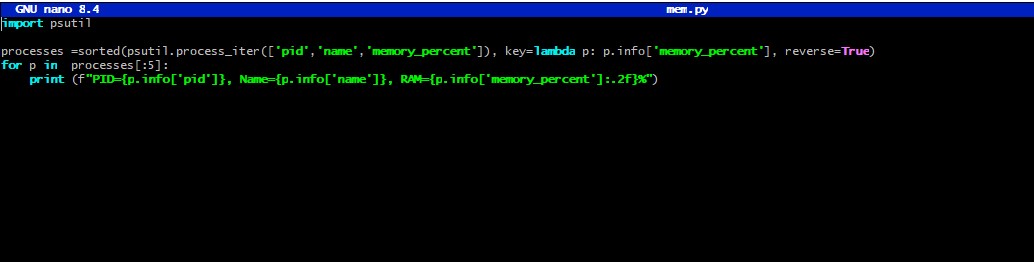 GNU nano 8.4 mem.py
import psutil
processes =sorted(psutil.process_iter(['pid','name','memory_percent']), key=lambda p: p.info['memory_percent'], reverse=True)
for p in  processes[:5]:
    print (f"PID={p.info['pid']}, Name={p.info['name']}, RAM={p.info['memory_percent']:.2f}%")